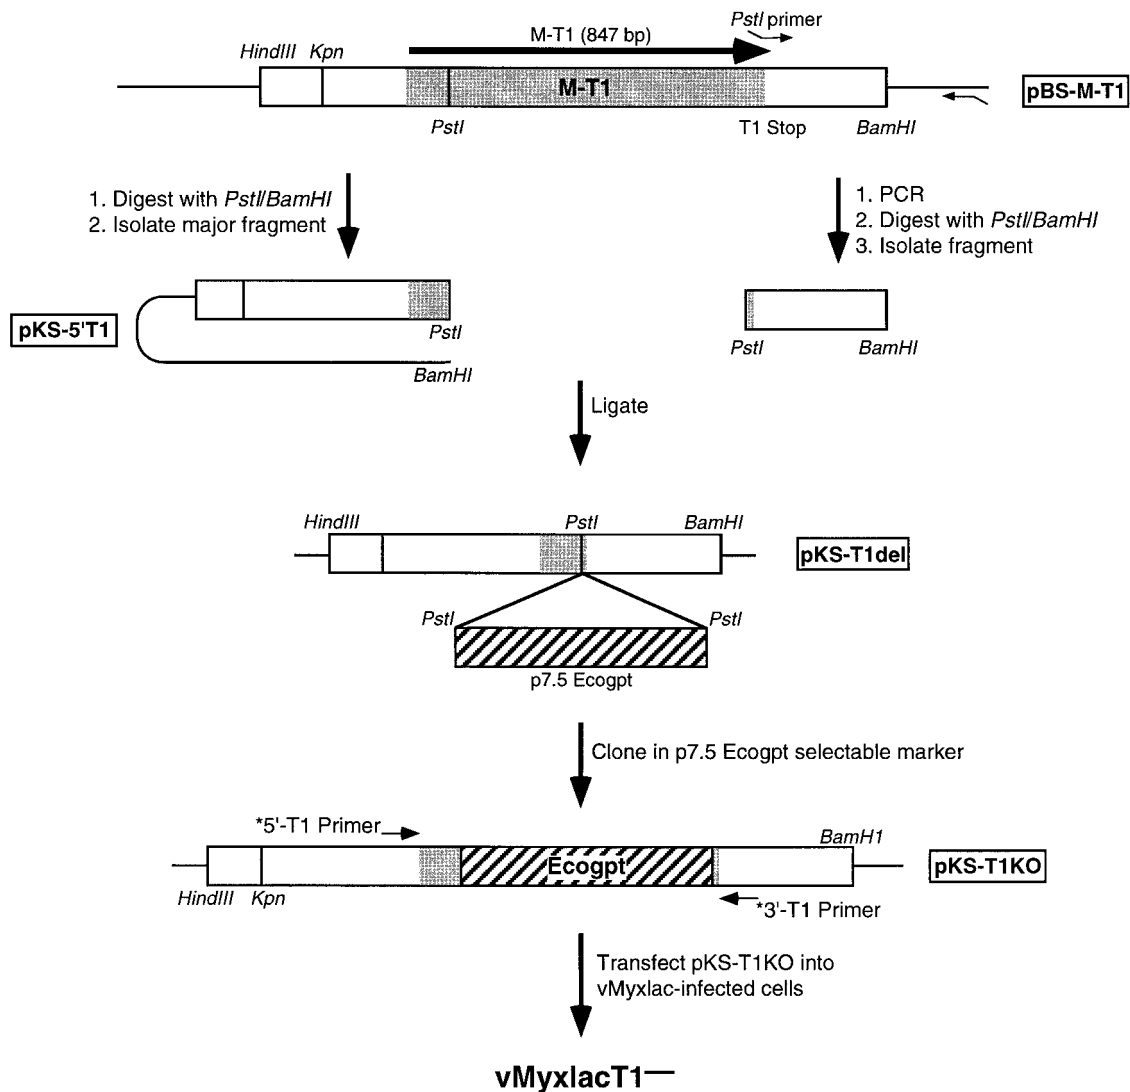 PstI primer
M-T1 (847 bp)
HindIII Kpn
M-T1
pBS-M-T1
PstI
T1 Stop
BamHI
1. Digest with PstI/BamHI
2. Isolate major fragment
1. PCR
2. Digest with PstI/BamHI
3. Isolate fragment
pKS-5'T1
PstI
BamHI
PstI
BamHI
Ligate
HindIII
PstI
BamHI
pKS-T1del
PstI
PstI
p7.5 Ecogpt
Clone in p7.5 Ecogpt selectable marker
*5'-T1 Primer
BamH1
Ecogpt
pKS-T1KO
HindIII Kpn
*3'-T1 Primer
Transfect pKS-T1KO into
vMyxlac-infected cells
vMyxlacT1—